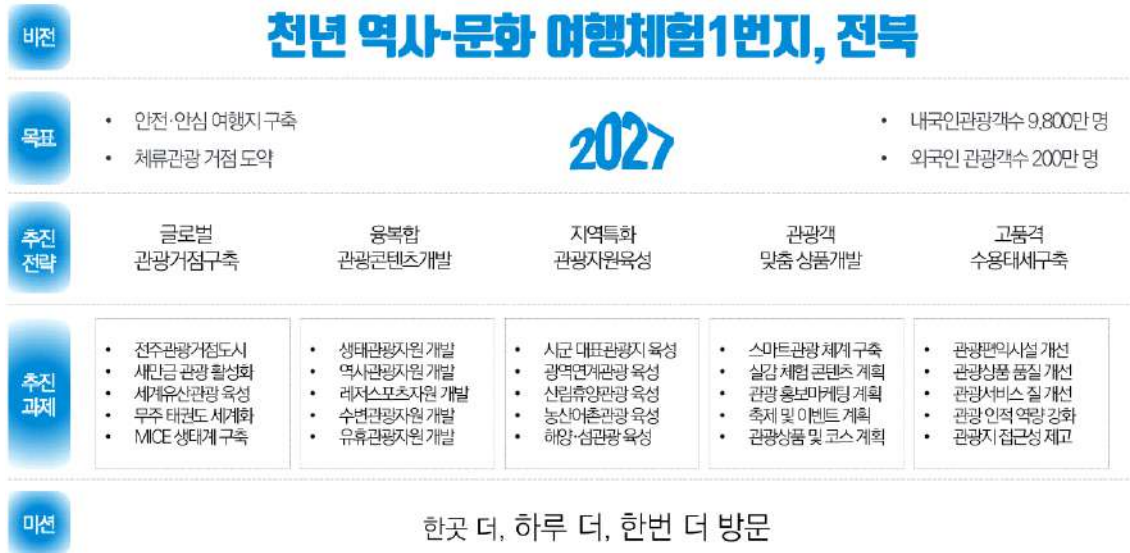 비전
천년 역사·문화 여행체험1번지, 전북
목표
• 안전·안심 여행지 구축
• 체류관광 거점 도약
2027
• 내국인관광객수 9,800만 명
• 외국인 관광객수 200만 명
추진
전략
글로벌
관광거점구축
융복합
관광콘텐츠개발
지역특화
관광자원육성
관광객
맞춤 상품개발
고품격
수용태세구축
추진
과제
• 전주관광거점도시
• 새만금 관광 활성화
• 세계유산관광 육성
• 무주 태권도 세계화
• MICE 생태계 구축
• 생태관광자원 개발
• 역사관광자원 개발
• 레저스포츠자원 개발
• 수변관광자원 개발
• 유휴관광자원 개발
• 시군 대표관광지 육성
• 광역연계관광 육성
• 산림휴양관광 육성
• 농산어촌관광 육성
• 해양·섬관광 육성
• 스마트관광 체계 구축
• 실감 체험 콘텐츠 계획
• 관광 홍보마케팅 계획
• 축제 및 이벤트 계획
• 관광상품 및 코스 계획
• 관광편익시설 개선
• 관광상품 품질 개선
• 관광서비스 질 개선
• 관광 인적 역량 강화
• 관광지 접근성 제고
미션
한곳 더, 하루 더, 한번 더 방문